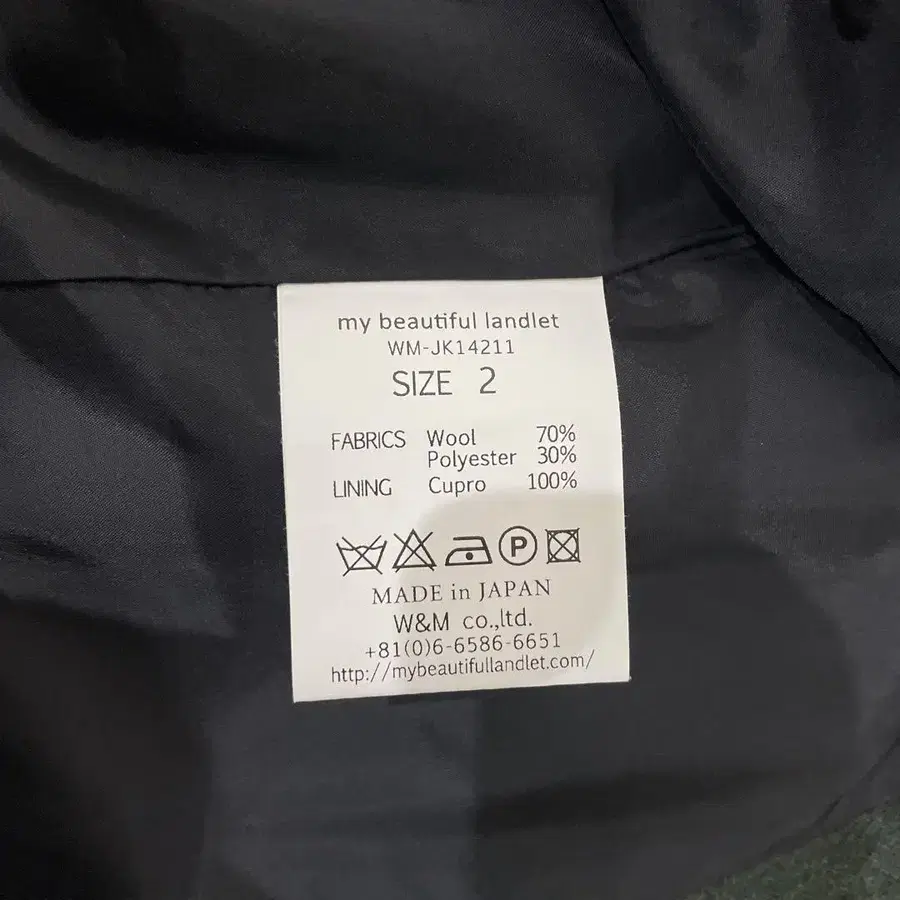 my beautiful landlet
WM-JK14211
SIZE 2
FABRICS Wool 70%
Polyester 30%
LINING Cupro 100%
P
MADE in JAPAN
W&M co.,ltd.
+81(0)6-6586-6651
http://mybeautifullandlet.com/